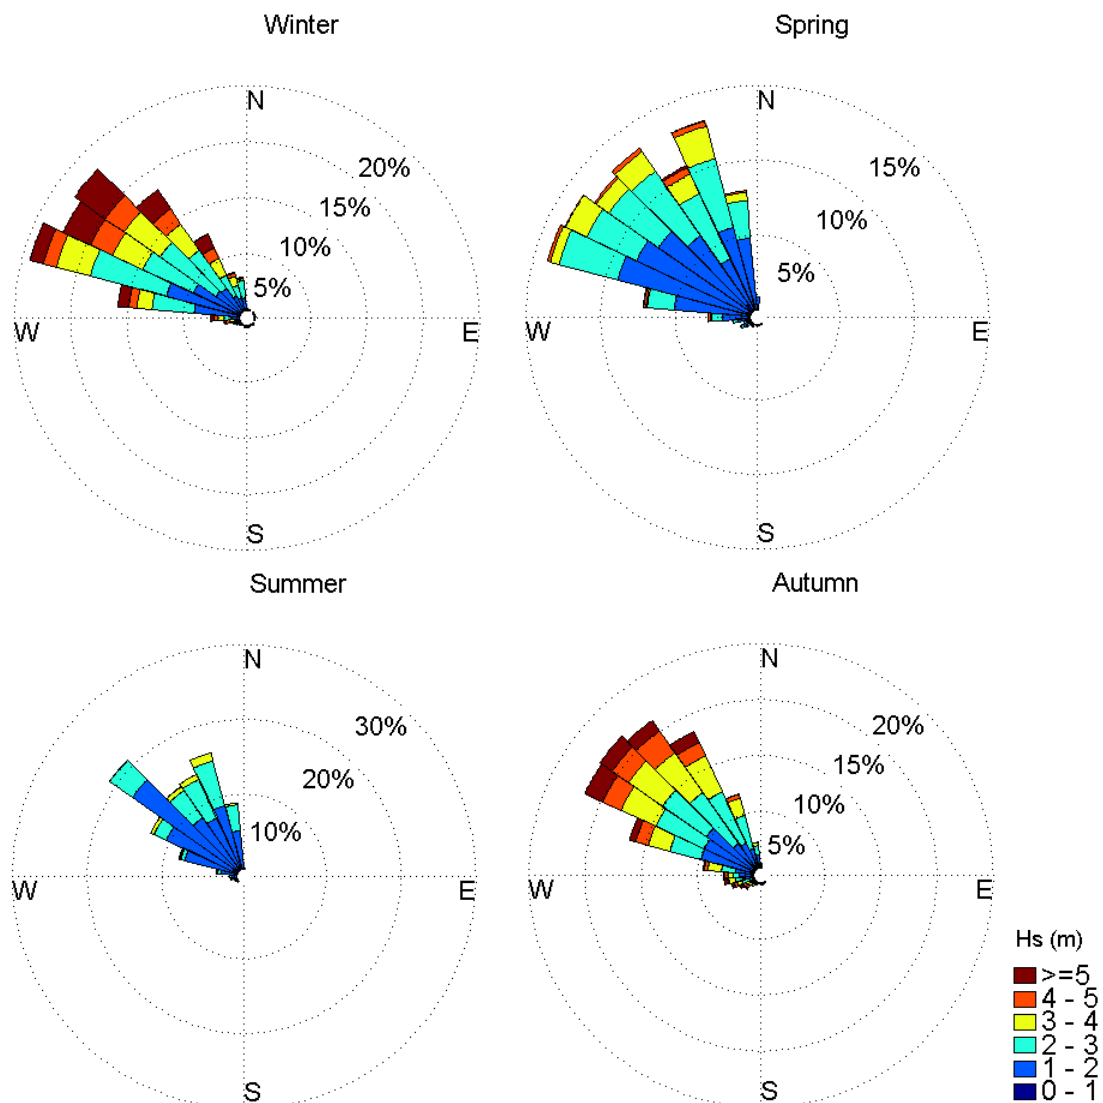 Winter
N
20%
15%
10%
5%
W
E
S
Spring
N
15%
10%
5%
W
E
S
Summer
N
30%
20%
10%
W
E
S
Autumn
N
20%
15%
10%
5%
W
E
S
Hs (m)
>=5
4 - 5
3 - 4
2 - 3
1 - 2
0 - 1